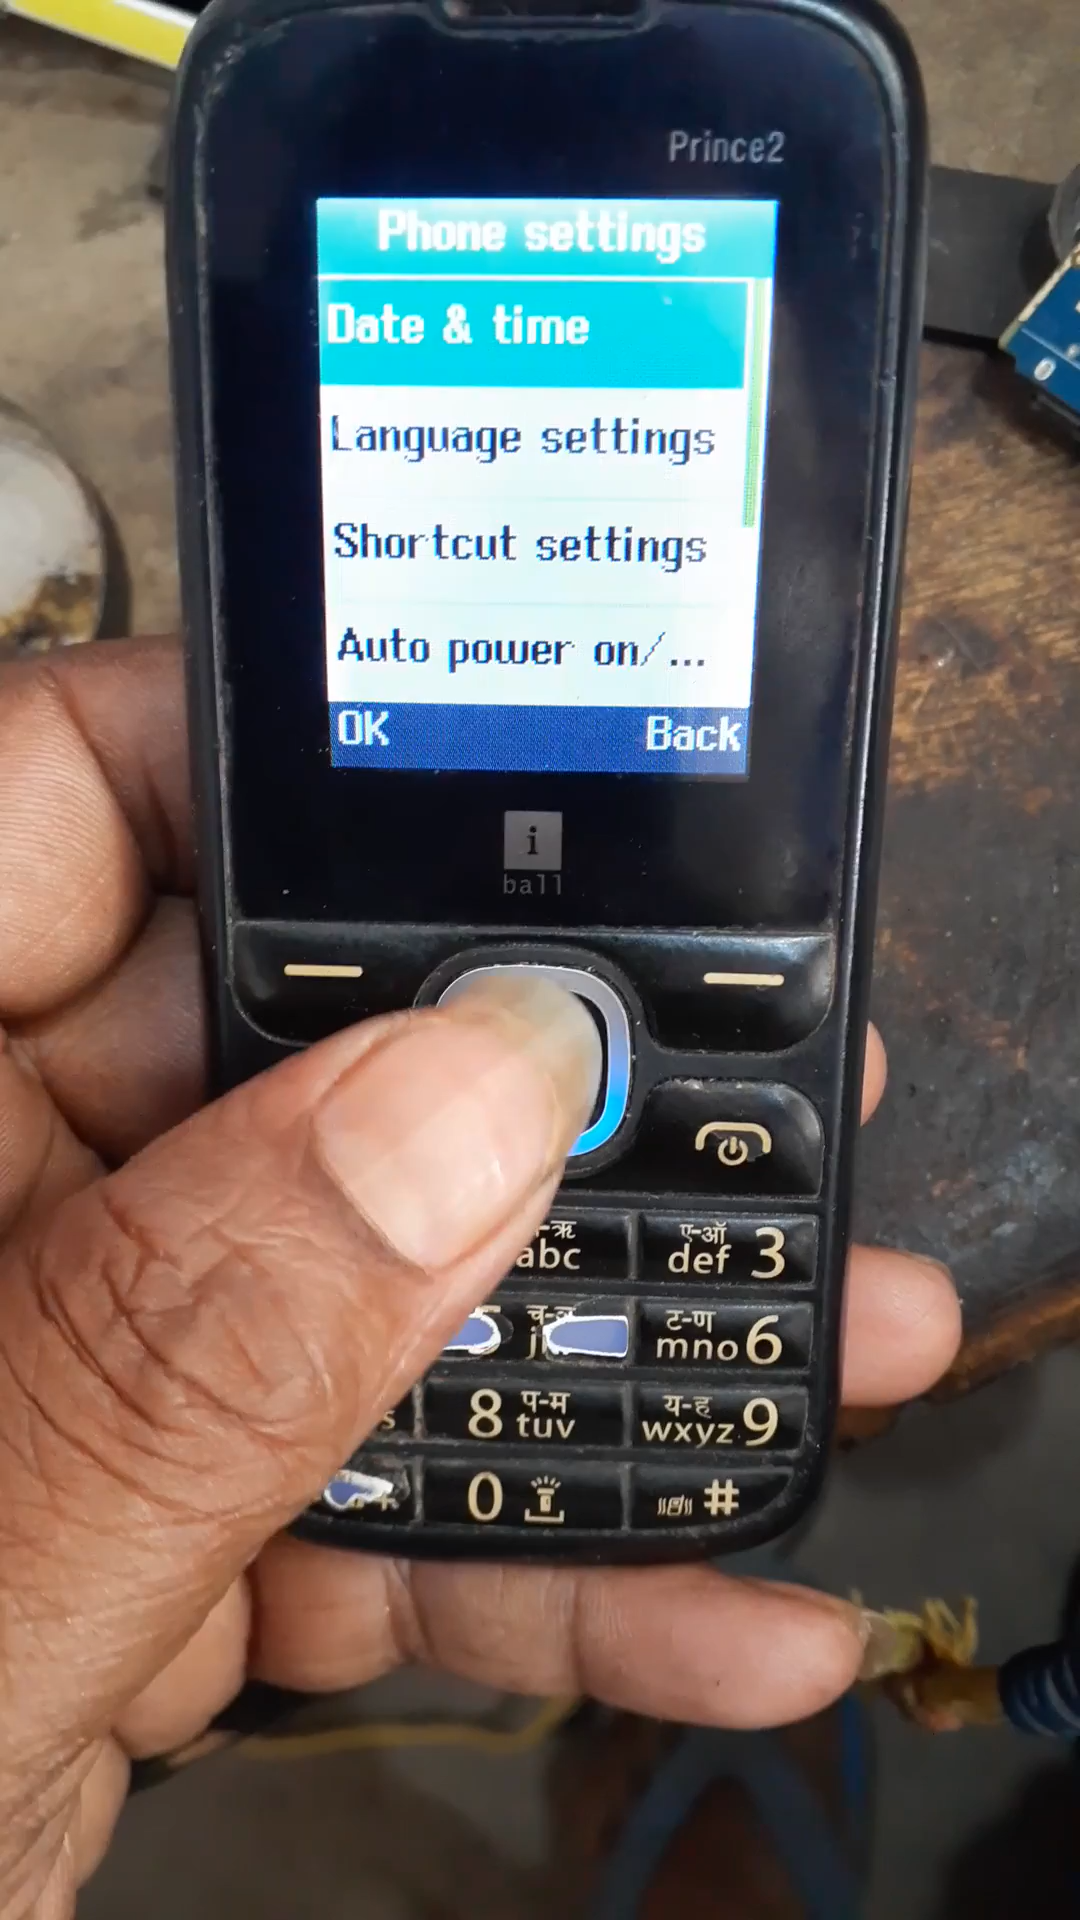 Prince2
Phone settings
Date & time
Language settings
Shortcut settings
Auto power on/...
OK Back
i
ball
abc
ए-ऑ
def 3
ट-ण
mno 6
8 प-म
tuv
य-ह
wxyz 9
0
#